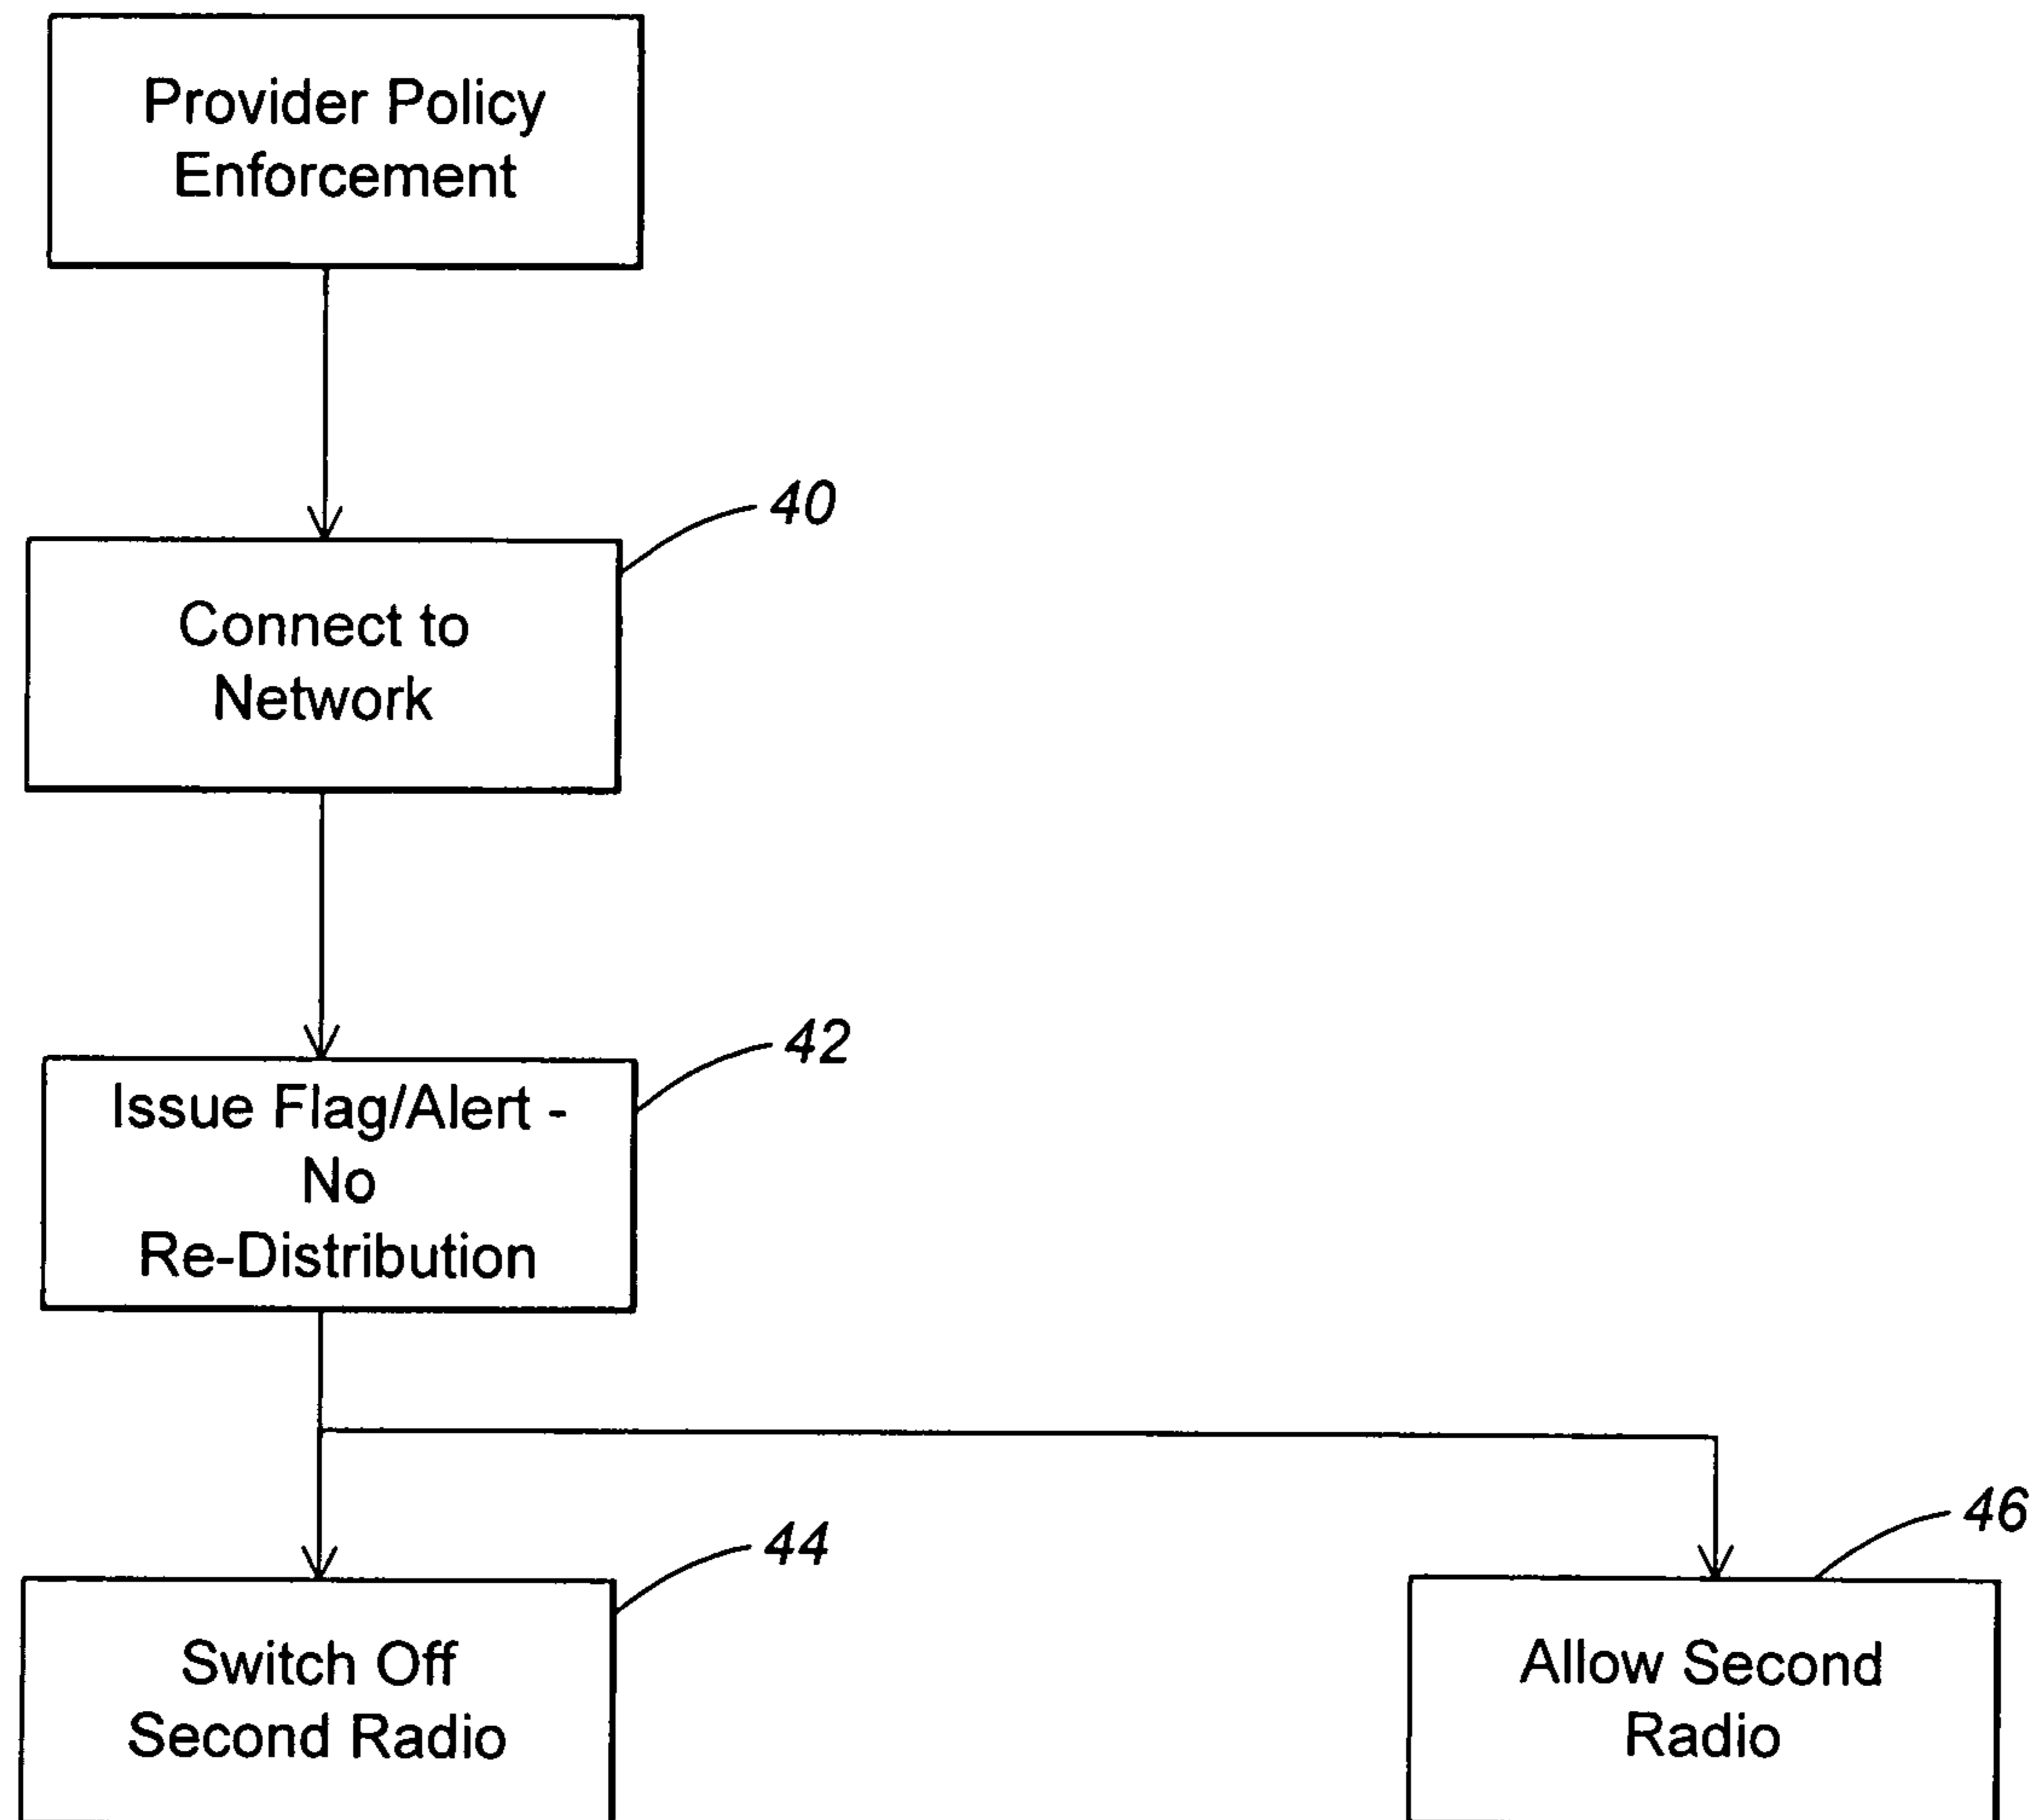 Provider Policy
Enforcement
40
Connect to
Network
42
Issue Flag/Alert -
No
Re-Distribution
44
Switch Off
Second Radio
46
Allow Second
Radio